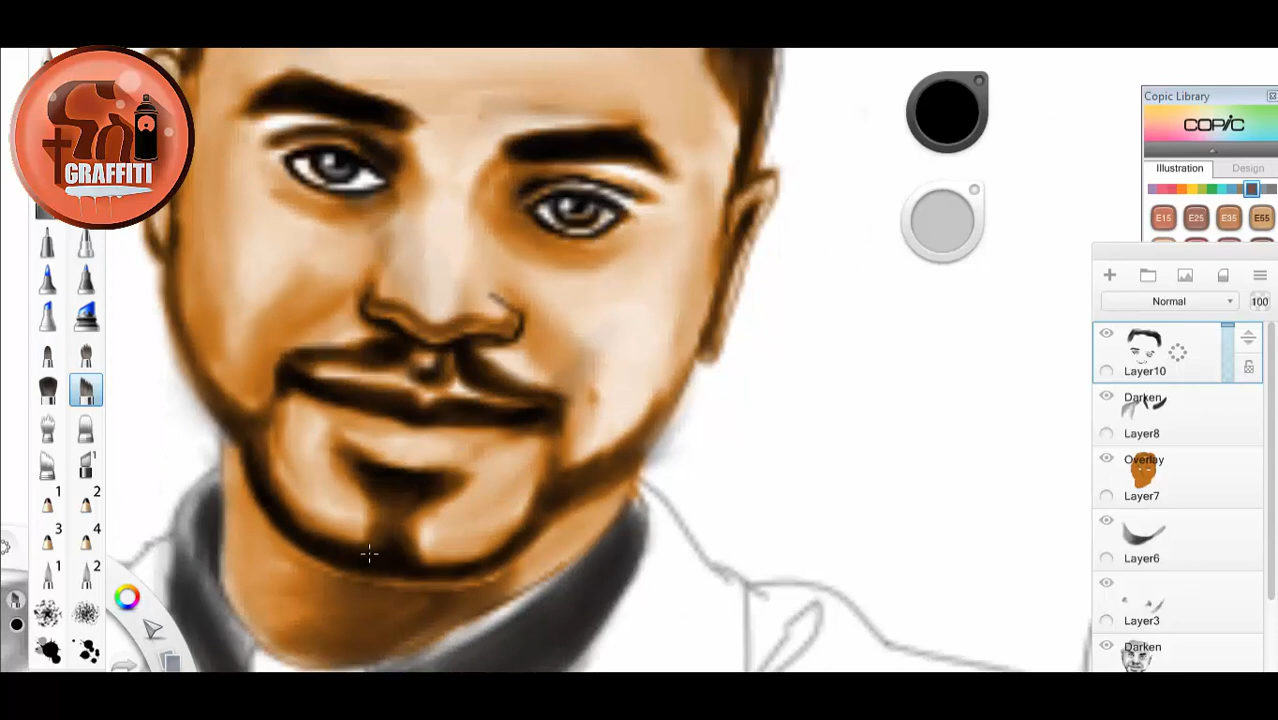 GRAFFITI
Copic Library
COPIC
Illustration
Design
E15
E25
E35
E55
Normal
100
Layer10
Darken
Layer8
Overlay
Layer7
Layer6
Layer3
Darken
1
1
2
3
4
1
2